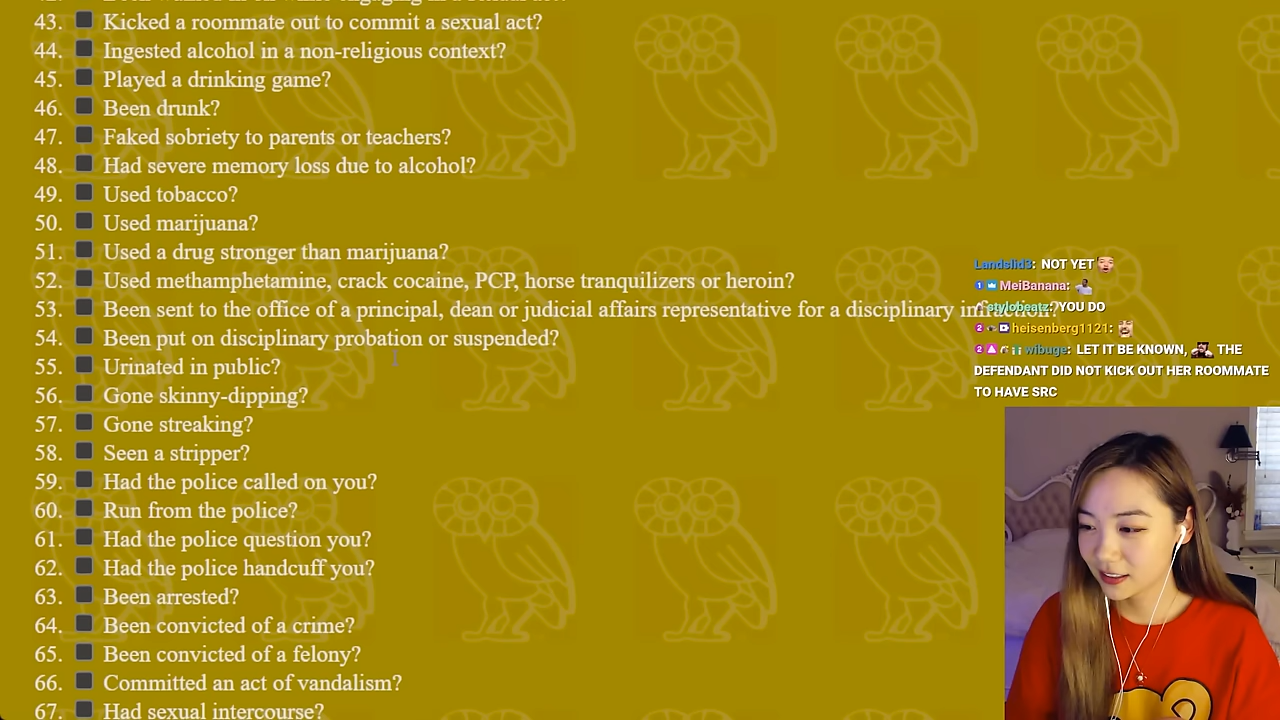 43. Kicked a roommate out to commit a sexual act?
44. Ingested alcohol in a non-religious context?
45. Played a drinking game?
46. Been drunk?
47. Faked sobriety to parents or teachers?
48. Had severe memory loss due to alcohol?
49. Used tobacco?
50. Used marijuana?
51. Used a drug stronger than marijuana?
52. Used methamphetamine, crack cocaine, PCP, horse tranquilizers or heroin?
53. Been sent to the office of a principal, dean or judicial affairs representative for a disciplinary infraction?
54. Been put on disciplinary probation or suspended?
55. Urinated in public?
56. Gone skinny-dipping?
57. Gone streaking?
58. Seen a stripper?
59. Had the police called on you?
60. Run from the police?
61. Had the police question you?
62. Had the police handcuff you?
63. Been arrested?
64. Been convicted of a crime?
65. Been convicted of a felony?
66. Committed an act of vandalism?
67. Had sexual intercourse?
Landslid3: NOT YET
MeiBanana:
stylobeatz: YOU DO
heisenberg1121:
wibuge: LET IT BE KNOWN, THE
DEFENDANT DID NOT KICK OUT HER ROOMMATE
TO HAVE SRC